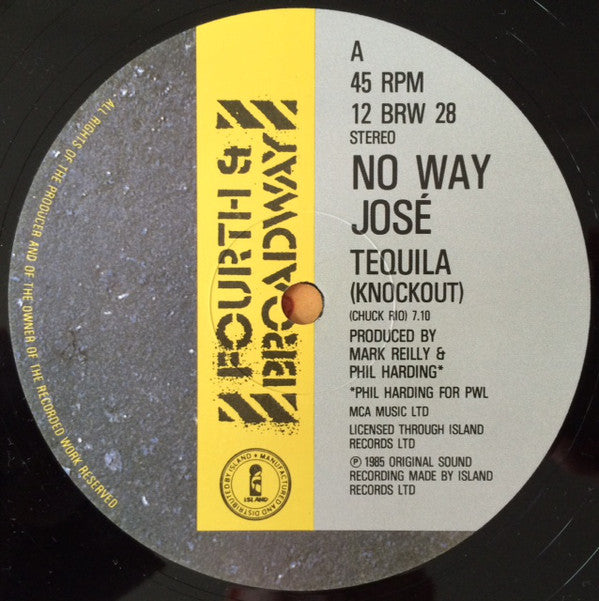 A
45 RPM
12 BRW 28
STEREO
NO WAY
JOSÉ
TEQUILA
(KNOCKOUT)
(CHUCK RIO) 7.10
PRODUCED BY
MARK REILLY &
PHIL HARDING*
*PHIL HARDING FOR PWL
MCA MUSIC LTD
LICENSED THROUGH ISLAND
RECORDS LTD
℗ 1985 ORIGINAL SOUND
RECORDING MADE BY ISLAND
RECORDS LTD
FOURTH &
BROADWAY
MANUFACTURED AND DISTRIBUTED BY ISLAND •
ISLAND
ALL RIGHTS OF THE PRODUCER AND OF THE OWNER OF THE RECORDED WORK RESERVED